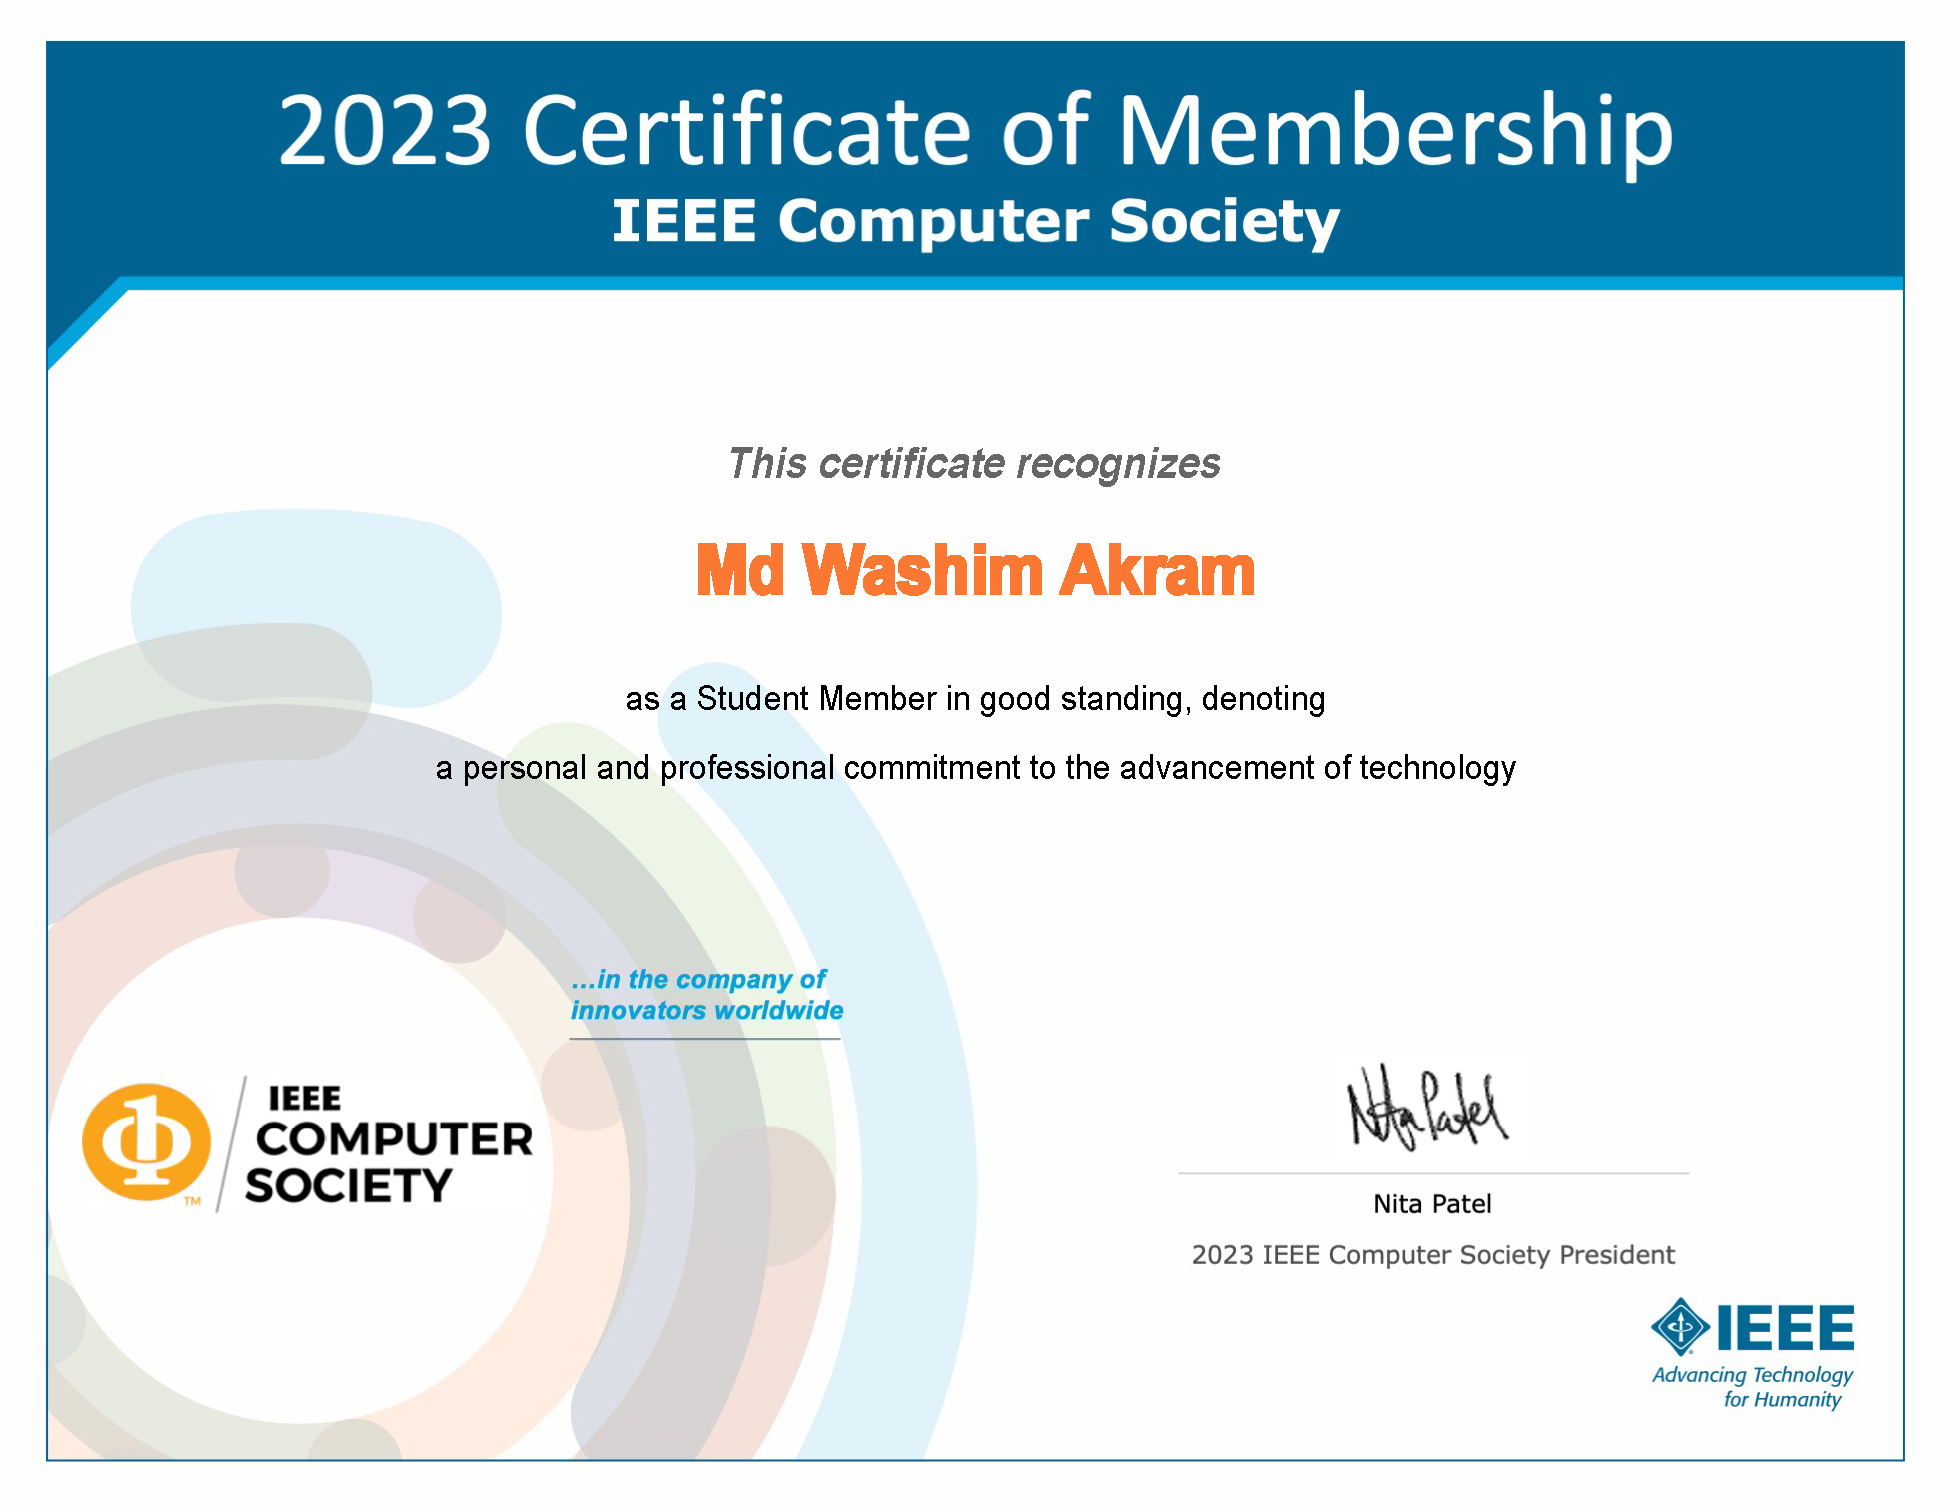 2023 Certificate of Membership
IEEE Computer Society
This certificate recognizes
Md Washim Akram
as a Student Member in good standing, denoting
a personal and professional commitment to the advancement of technology
...in the company of
innovators worldwide
IEEE
COMPUTER
SOCIETY
TM
Nita Patel
Nita Patel
2023 IEEE Computer Society President
IEEE
Advancing Technology
for Humanity